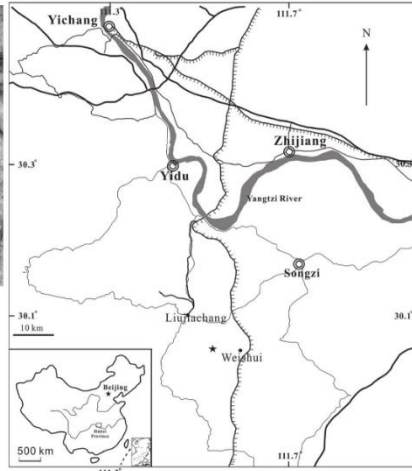 111.3°
111.7°
Yichang
N
Zhijiang
30.3°
30.3°
Yidu
Yangtzi River
Songzi
30.1°
Liujiachang
30.1°
10 km
Weishui
Beijing
Hubei
Province
500 km
111.7°